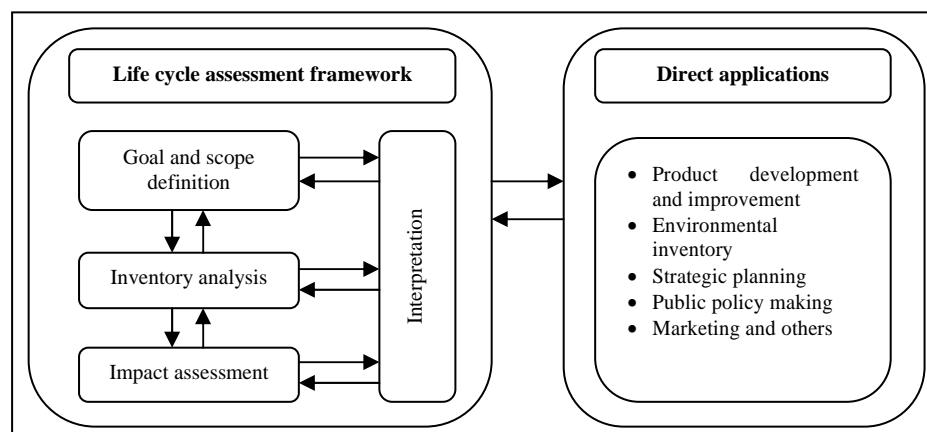 Life cycle assessment framework
Goal and scope
definition
Inventory analysis
Impact assessment
Interpretation
Direct applications
• Product development
and improvement
• Environmental
inventory
• Strategic planning
• Public policy making
• Marketing and others